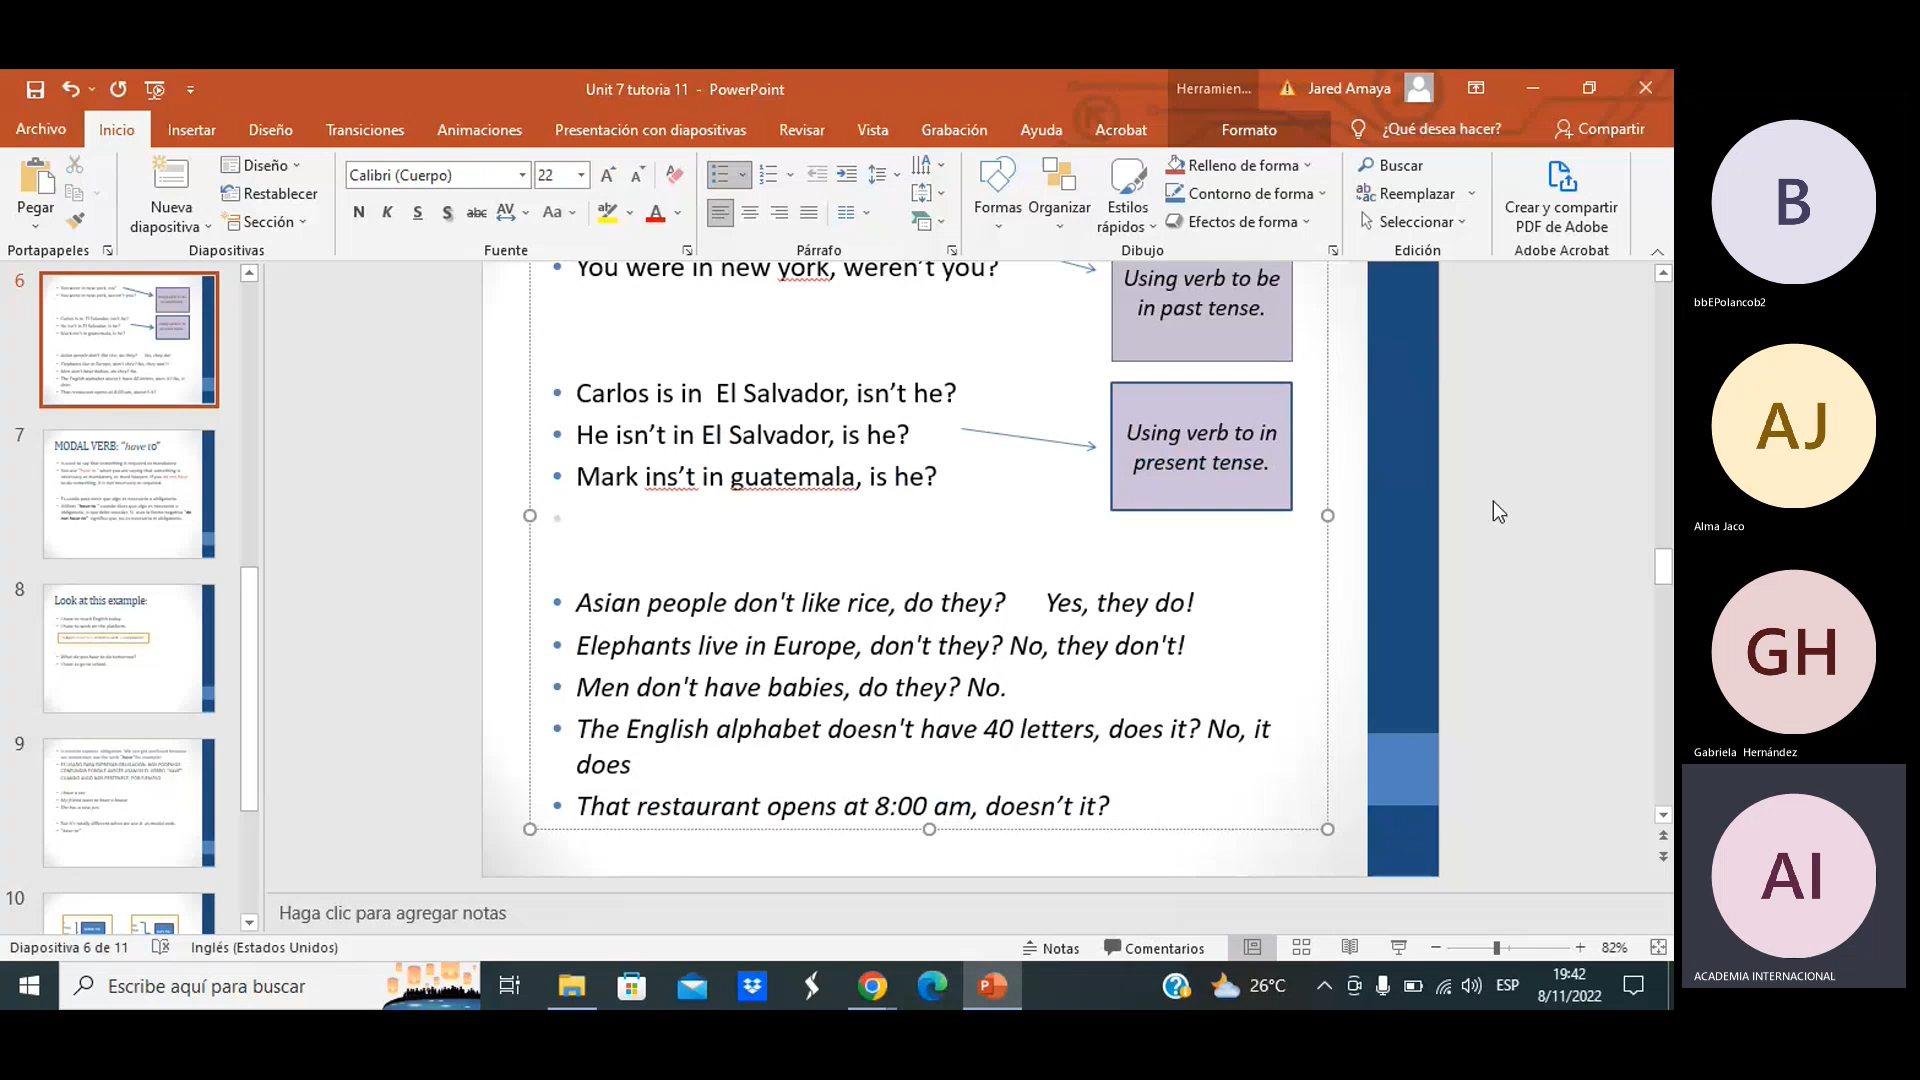 Unit 7 tutoria 11 - PowerPoint
Herramien...
Jared Amaya
Archivo Inicio Insertar Diseño Transiciones Animaciones Presentación con diapositivas Revisar Vista Grabación Ayuda Acrobat Formato ¿Qué desea hacer? Compartir
Pegar
Portapapeles
Nueva diapositiva
Diseño
Restablecer
Sección
Diapositivas
Calibri (Cuerpo) 22
N K S S abc AV Aa A
Fuente
Párrafo
Formas
Organizar
Estilos rápidos
Relleno de forma
Contorno de forma
Efectos de forma
Dibujo
Buscar
Reemplazar
Seleccionar
Edición
Crear y compartir
PDF de Adobe
Adobe Acrobat
6
7
MODAL VERB: "have to"
8
Look at this example:
9
10
You were in new york, weren't you?
Using verb to be
in past tense.
Carlos is in  El Salvador, isn’t he?
He isn’t in El Salvador, is he?
Mark ins’t in guatemala, is he?
Using verb to in
present tense.
Asian people don't like rice, do they? Yes, they do!
Elephants live in Europe, don't they? No, they don't!
Men don't have babies, do they? No.
The English alphabet doesn't have 40 letters, does it? No, it
does
That restaurant opens at 8:00 am, doesn’t it?
Haga clic para agregar notas
Diapositiva 6 de 11 Inglés (Estados Unidos) Notas Comentarios 82%
Escribe aquí para buscar
26°C
ESP
19:42
8/11/2022
B
bbEPolancob2
AJ
Alma Jaco
GH
Gabriela Hernández
AI
ACADEMIA INTERNACIONAL